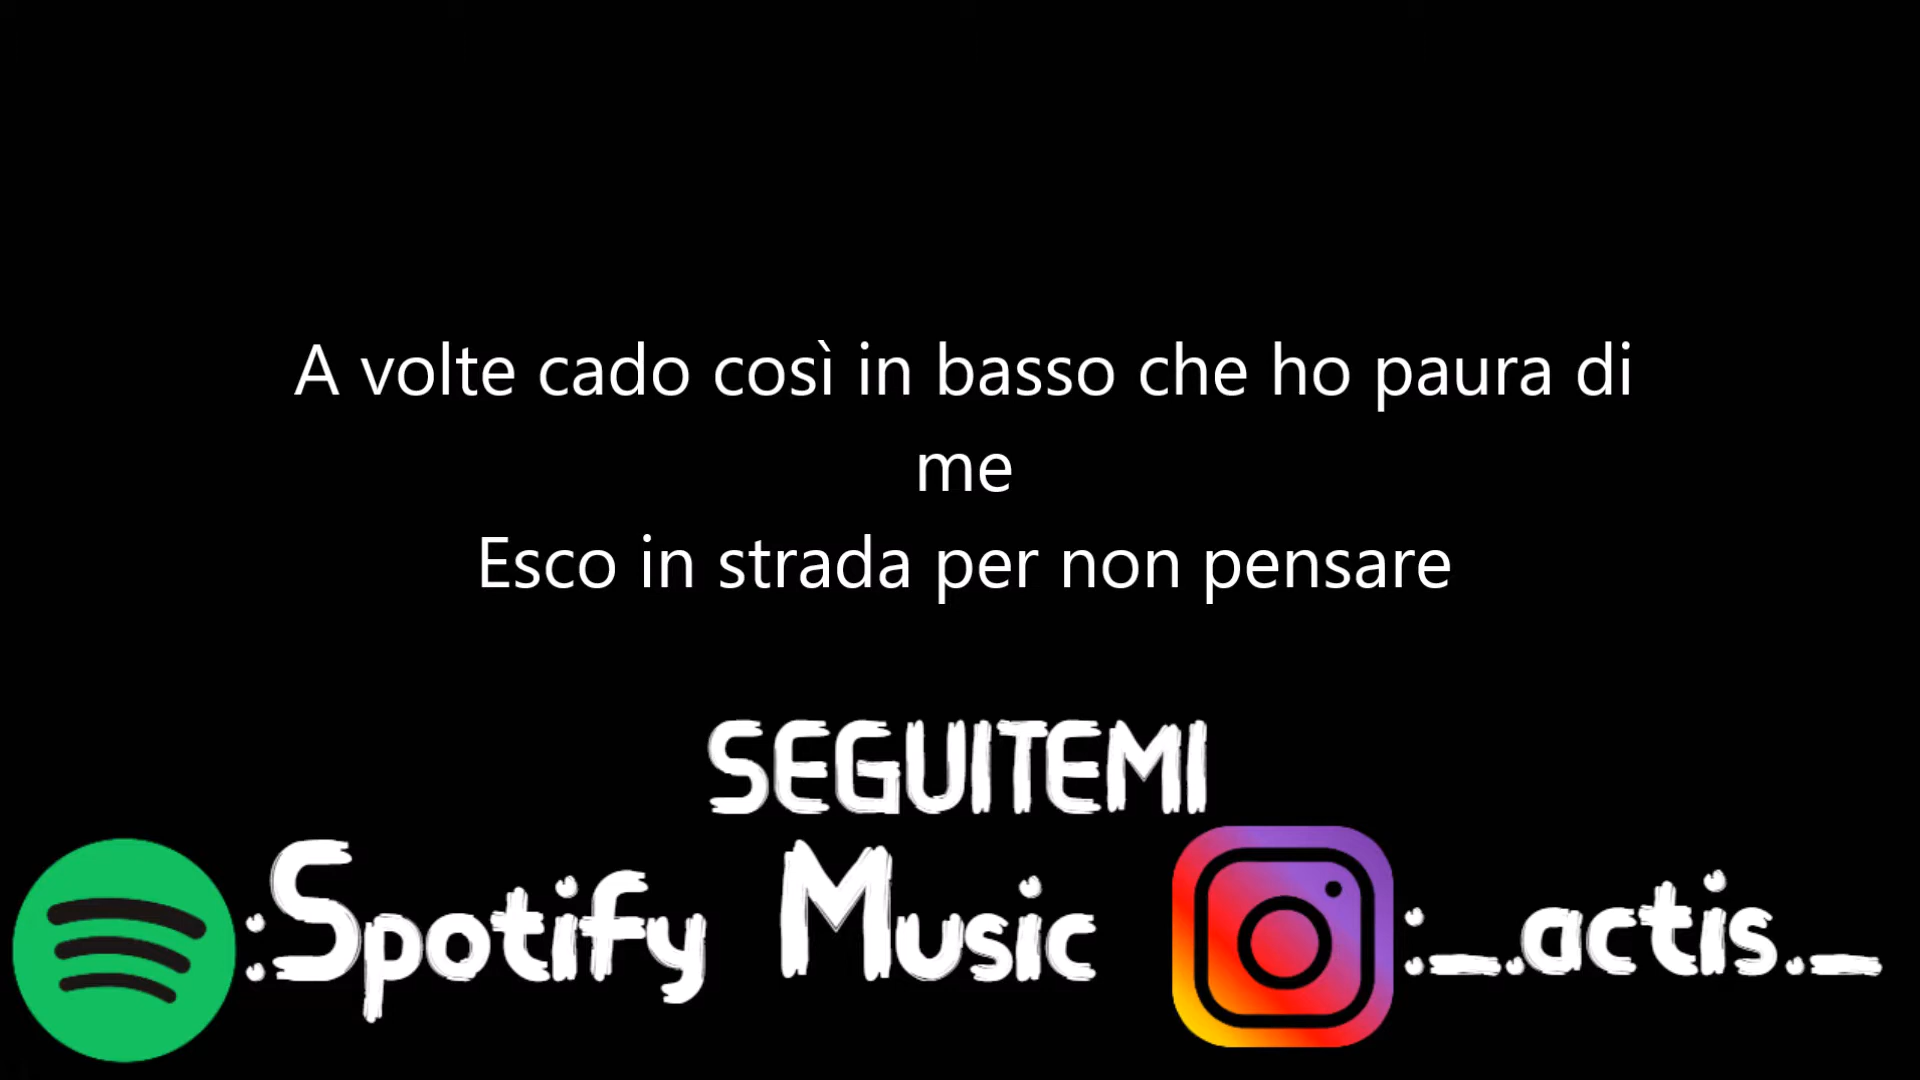 A volte cado così in basso che ho paura di
me
Esco in strada per non pensare
SEGUITEMI
:Spotify Music :_.actis._